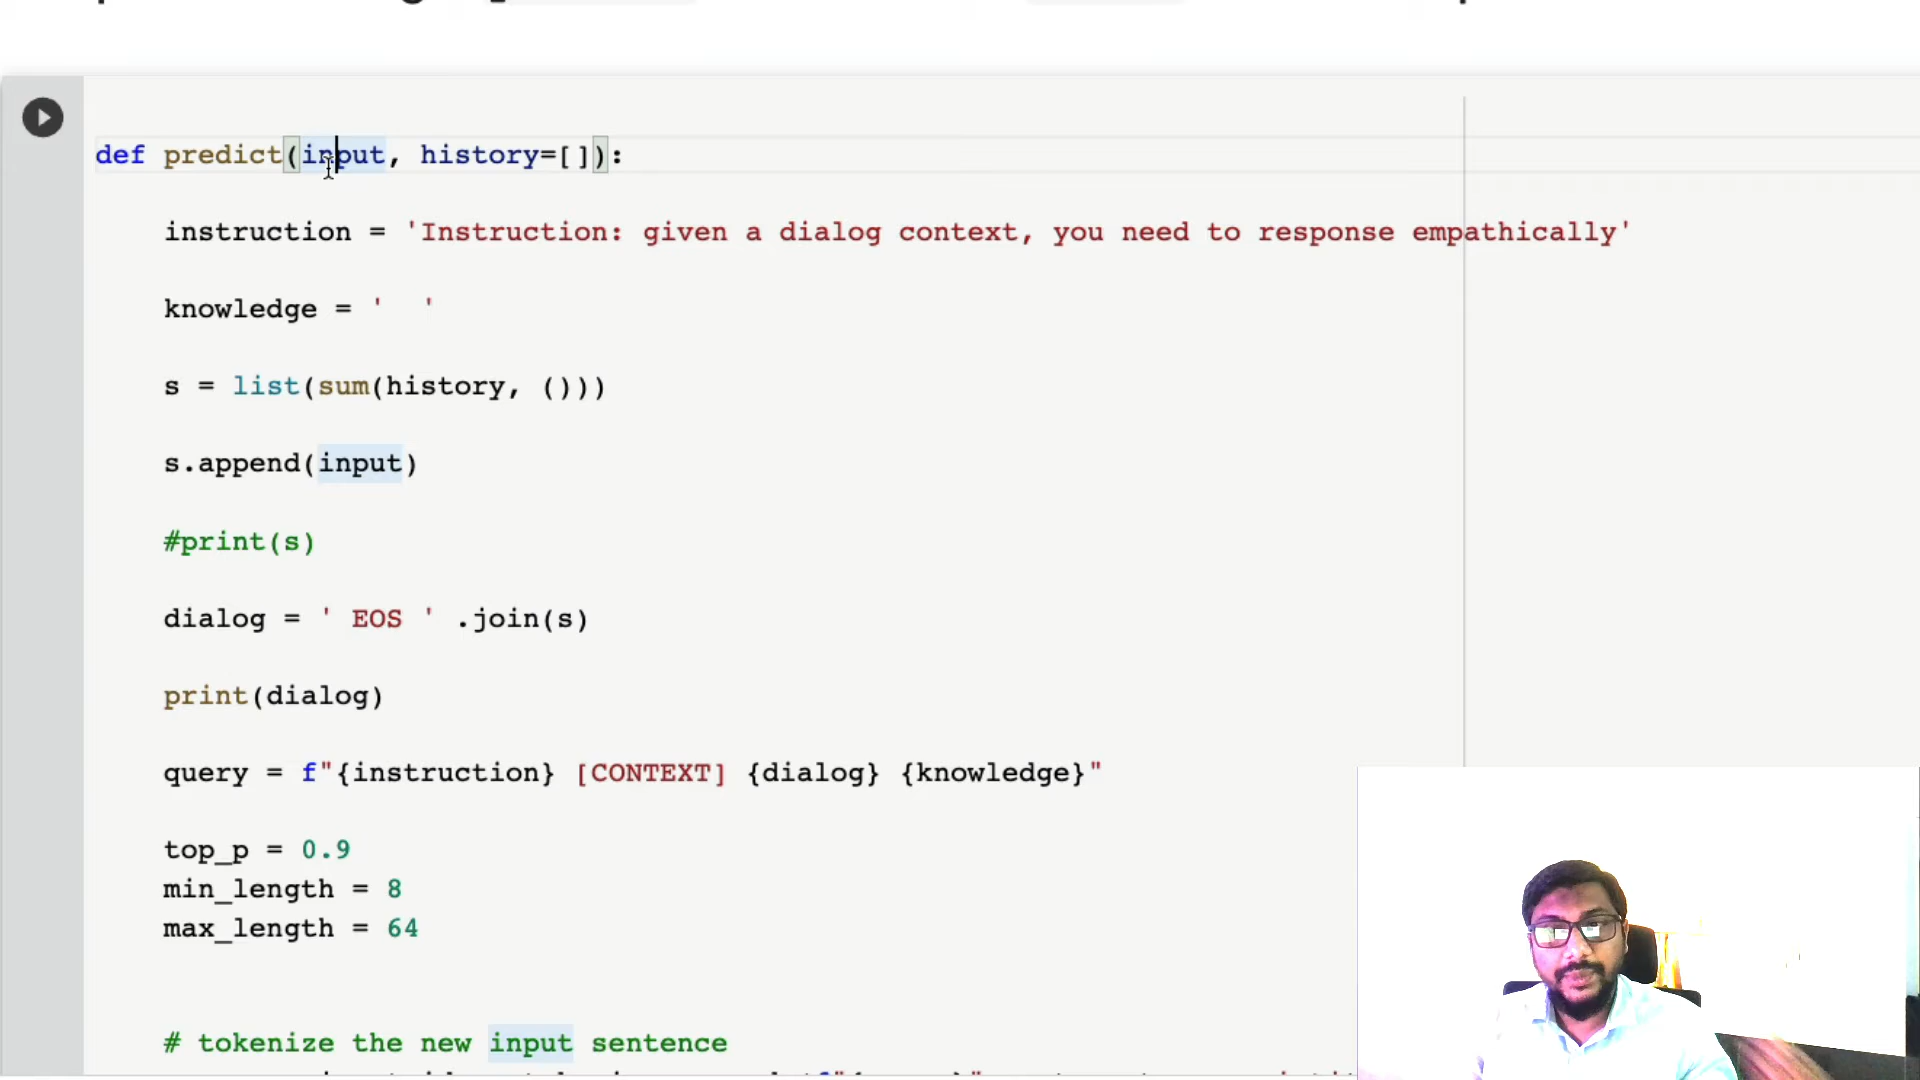 def predict(input, history=[]):
instruction = 'Instruction: given a dialog context, you need to response empathically'
knowledge = '  '
s = list(sum(history, ()))
s.append(input)
#print(s)
dialog = ' EOS ' .join(s)
print(dialog)
query = f"{instruction} [CONTEXT] {dialog} {knowledge}"
top_p = 0.9
min_length = 8
max_length = 64
# tokenize the new input sentence